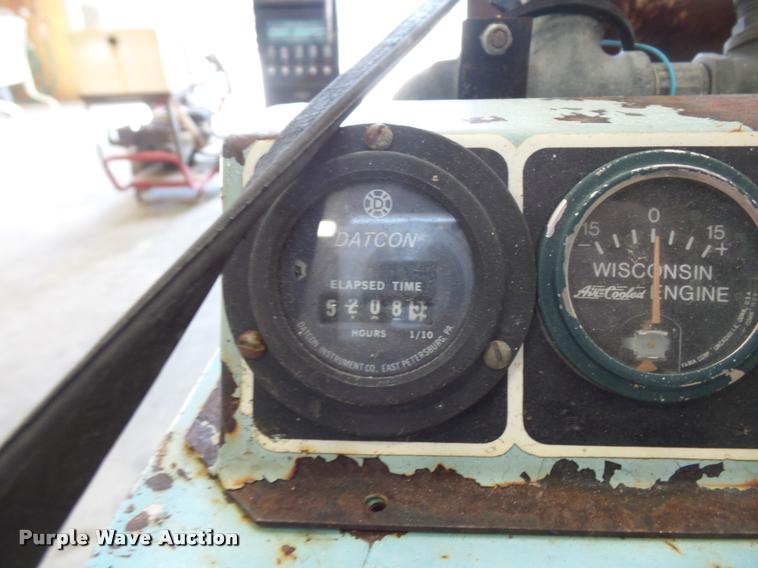 DATCON
ELAPSED TIME
5208
HOURS 1/10
DATCON INSTRUMENT CO., EAST PETERSBURG, PA.
15 0 15
- +
WISCONSIN
Air-Cooled ENGINE
Purple Wave Auction